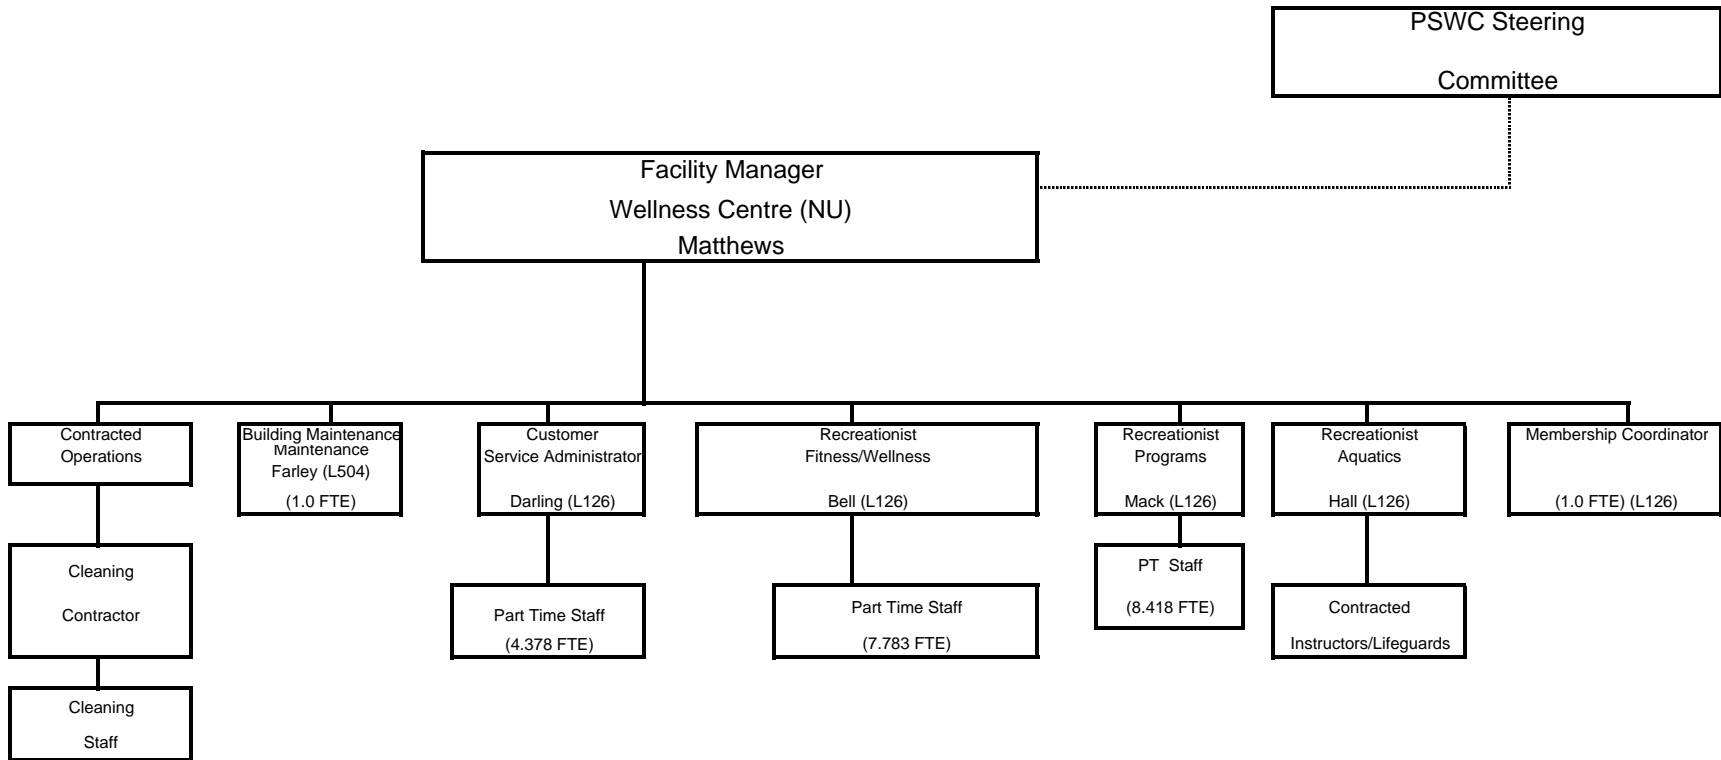 PSWC Steering
Committee
Facility Manager
Wellness Centre (NU)
Matthews
Contracted
Operations
Building Maintenance
Maintenance
Farley (L504)
(1.0 FTE)
Customer
Service Administrator
Darling (L126)
Recreationist
Fitness/Wellness
Bell (L126)
Recreationist
Programs
Mack (L126)
Recreationist
Aquatics
Hall (L126)
Membership Coordinator
(1.0 FTE) (L126)
Cleaning
Contractor
Part Time Staff
(4.378 FTE)
Part Time Staff
(7.783 FTE)
PT Staff
(8.418 FTE)
Contracted
Instructors/Lifeguards
Cleaning
Staff